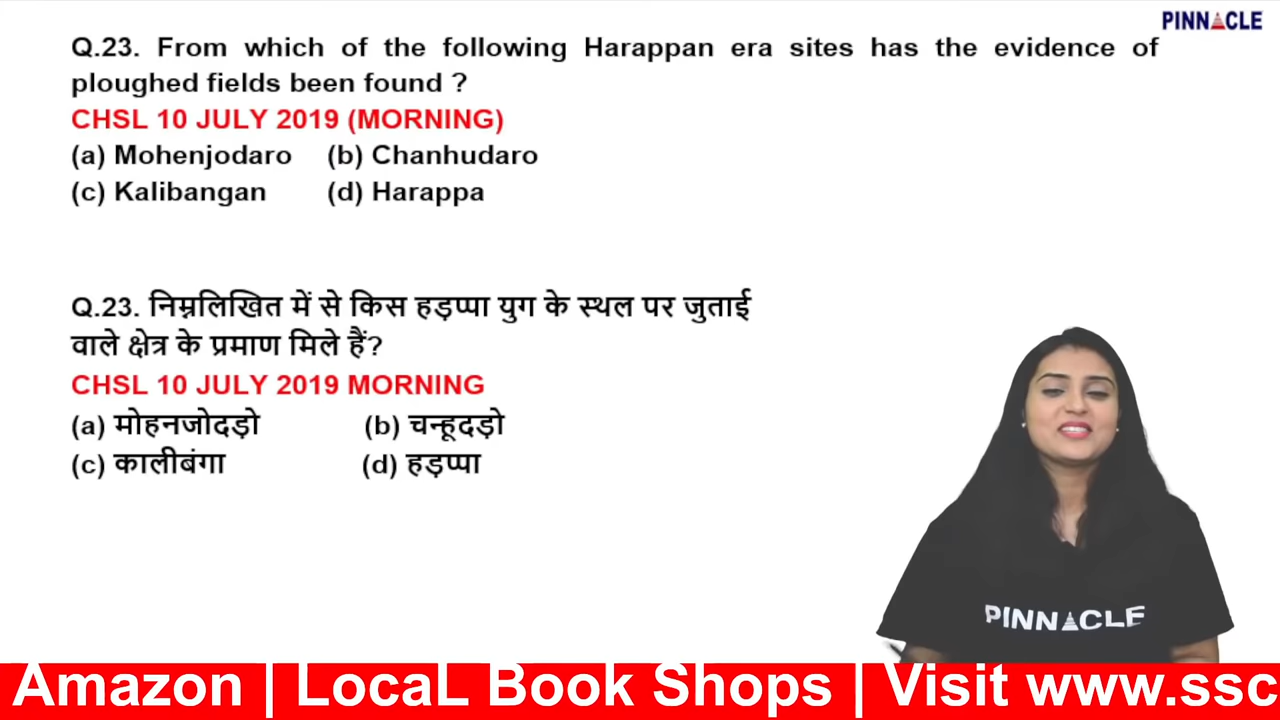 PINNACLE
Q.23. From which of the following Harappan era sites has the evidence of
ploughed fields been found ?
CHSL 10 JULY 2019 (MORNING)
(a) Mohenjodaro (b) Chanhudaro
(c) Kalibangan (d) Harappa
Q.23. निम्नलिखित में से किस हड़प्पा युग के स्थल पर जुताई
वाले क्षेत्र के प्रमाण मिले हैं?
CHSL 10 JULY 2019 MORNING
(a) मोहनजोदड़ो (b) चन्हूदड़ो
(c) कालीबंगा (d) हड़प्पा
PINNACLE
Amazon | LocaL Book Shops | Visit www.ssc